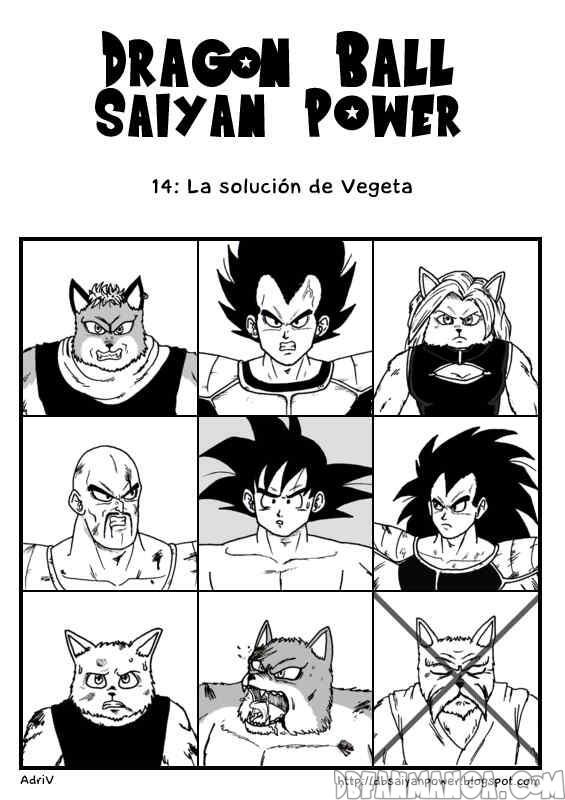 DRAGON BALL
SAIYAN POWER
14: La solución de Vegeta
AdriV
http://dbsaiyanpower.blogspot.com
DBFANMANGA.COM